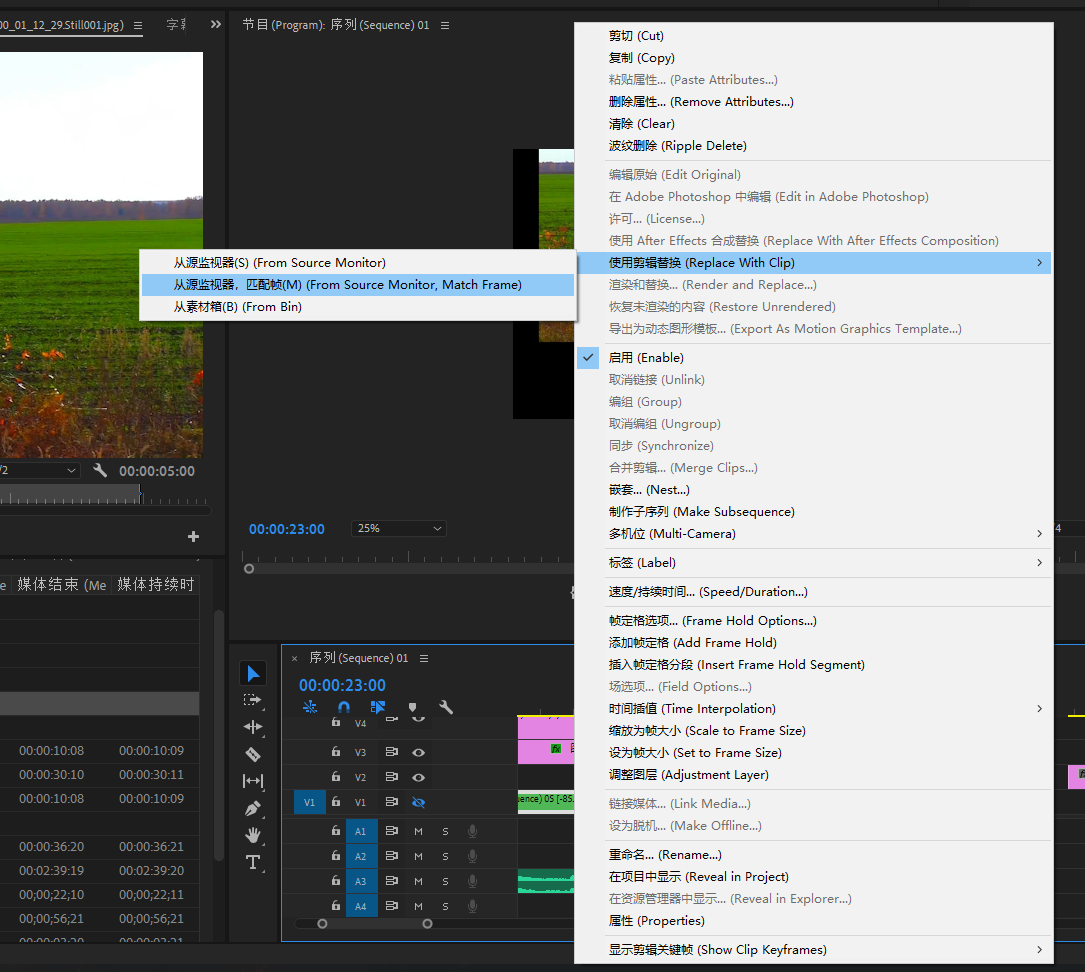 00_01_12_29.Still001.jpg)
节目 (Program): 序列 (Sequence) 01
剪切 (Cut)
复制 (Copy)
粘贴属性... (Paste Attributes...)
删除属性... (Remove Attributes...)
清除 (Clear)
波纹删除 (Ripple Delete)
编辑原始 (Edit Original)
在 Adobe Photoshop 中编辑 (Edit in Adobe Photoshop)
许可... (License...)
使用 After Effects 合成替换 (Replace With After Effects Composition)
使用剪辑替换 (Replace With Clip)
渲染和替换... (Render and Replace...)
恢复未渲染的内容 (Restore Unrendered)
导出为动态图形模板... (Export As Motion Graphics Template...)
从源监视器(S) (From Source Monitor)
从源监视器，匹配帧(M) (From Source Monitor, Match Frame)
从素材箱(B) (From Bin)
启用 (Enable)
取消链接 (Unlink)
编组 (Group)
取消编组 (Ungroup)
同步 (Synchronize)
合并剪辑... (Merge Clips...)
嵌套... (Nest...)
制作子序列 (Make Subsequence)
多机位 (Multi-Camera)
标签 (Label)
速度/持续时间... (Speed/Duration...)
帧定格选项... (Frame Hold Options...)
添加帧定格 (Add Frame Hold)
插入帧定格分段 (Insert Frame Hold Segment)
场选项... (Field Options...)
时间插值 (Time Interpolation)
缩放为帧大小 (Scale to Frame Size)
设为帧大小 (Set to Frame Size)
调整图层 (Adjustment Layer)
链接媒体... (Link Media...)
设为脱机... (Make Offline...)
重命名... (Rename...)
在项目中显示 (Reveal in Project)
在资源管理器中显示... (Reveal in Explorer...)
属性 (Properties)
显示剪辑关键帧 (Show Clip Keyframes)
/2
00:00:05:00
00:00:23:00
25%
/4
媒体结束 (Me
媒体持续时
00:00:10:08 00:00:10:09
00:00:30:10 00:00:30:11
00:00:10:08 00:00:10:09
00:00:36:20 00:00:36:21
00:02:39:19 00:02:39:20
00;00;22;10 00;00;22;11
00;00;56;21 00;00;56;21
× 序列 (Sequence) 01
00:00:23:00
V4
V3 fx
V2
V1 V1 uence) 05 [-85.
A1 M S
A2 M S
A3 M S
A4 M S